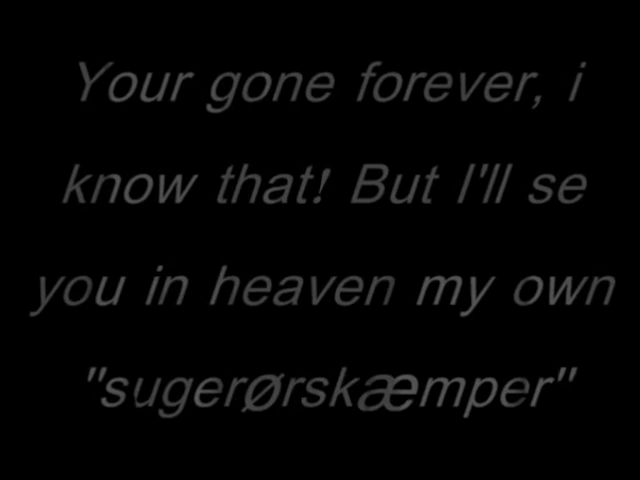 Your gone forever, i
know that! But I'll se
you in heaven my own
"sugerørskæmper"